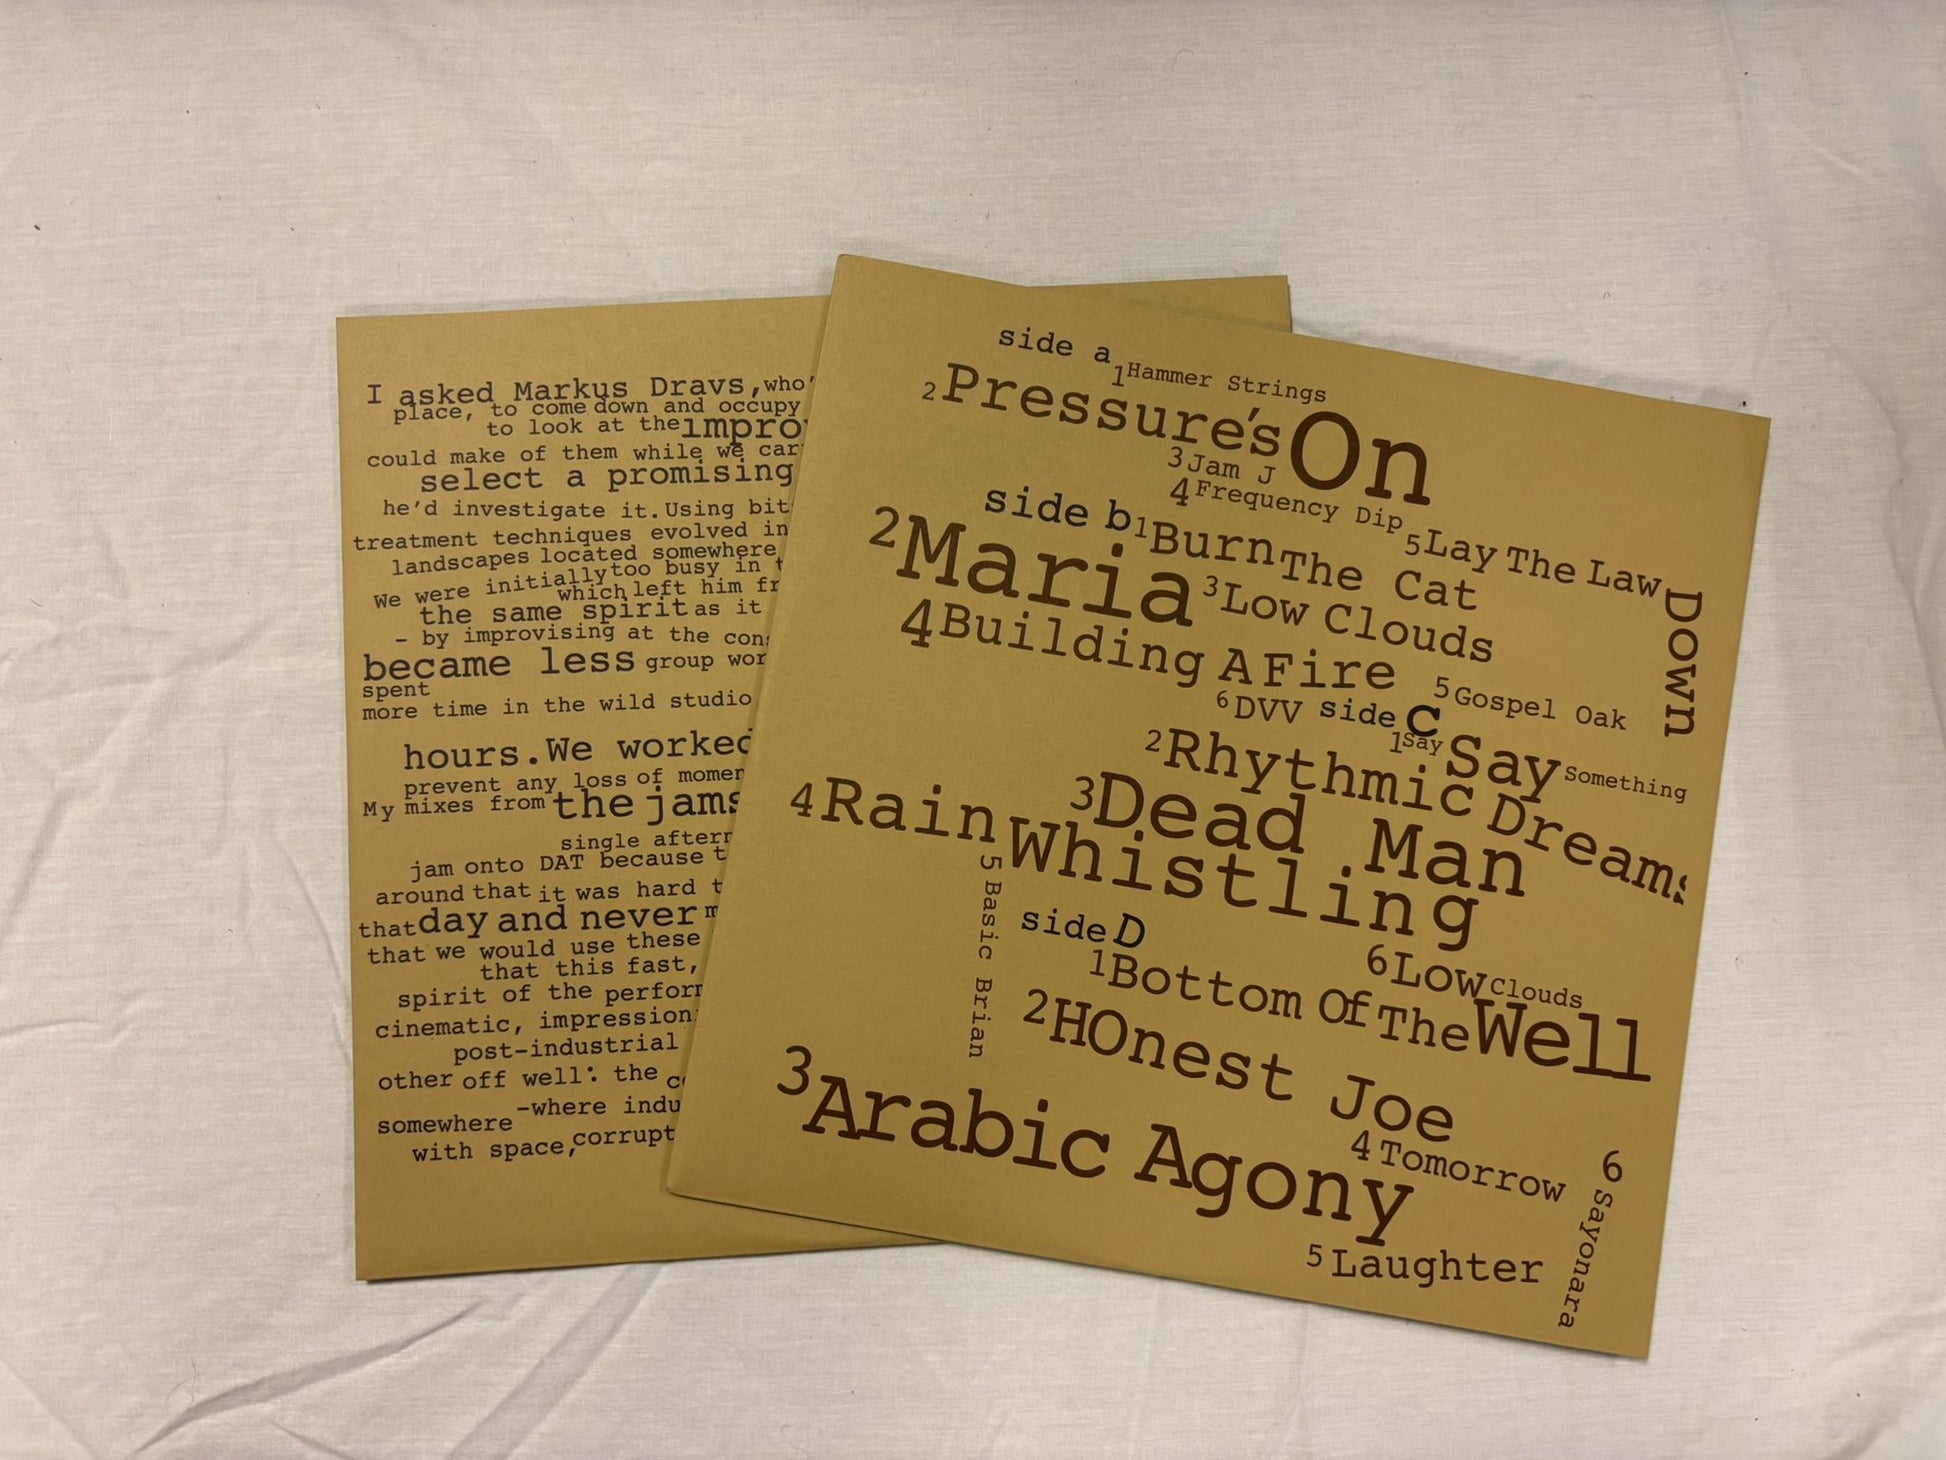 I asked Markus Dravs, who'
place, to come down and occupy
to look at the impro
could make of them while we car
select a promising
he'd investigate it. Using bit
treatment techniques evolved in
landscapes located somewhere
We were initially too busy in t
which left him fr
the same spirit as it
- by improvising at the con
became less group wor
spent
more time in the wild studio
hours. We worked
prevent any loss of momen
My mixes from the jams
single aftern
jam onto DAT because t
around that it was hard t
that day and never m
that we would use these
that this fast,
spirit of the perform
cinematic, impression
post-industrial
other off well: the co
-where indu
somewhere
with space, corrupt
side a
1 Hammer Strings
2 Pressure's On
3 Jam J
4 Frequency Dip
5 Lay The Law Down
side b
1 Burn The Cat
2 Maria
3 Low Clouds
4 Building A Fire
5 Gospel Oak
6 DVV
side C
1 Say Say Something
2 Rhythmic Dreams
3 Dead Man
4 Rain Whistling
5 Basic Brian
6 Low Clouds
side D
1 Bottom Of The Well
2 HOnest Joe
3 Arabic Agony
4 Tomorrow
5 Laughter
6 Sayonara